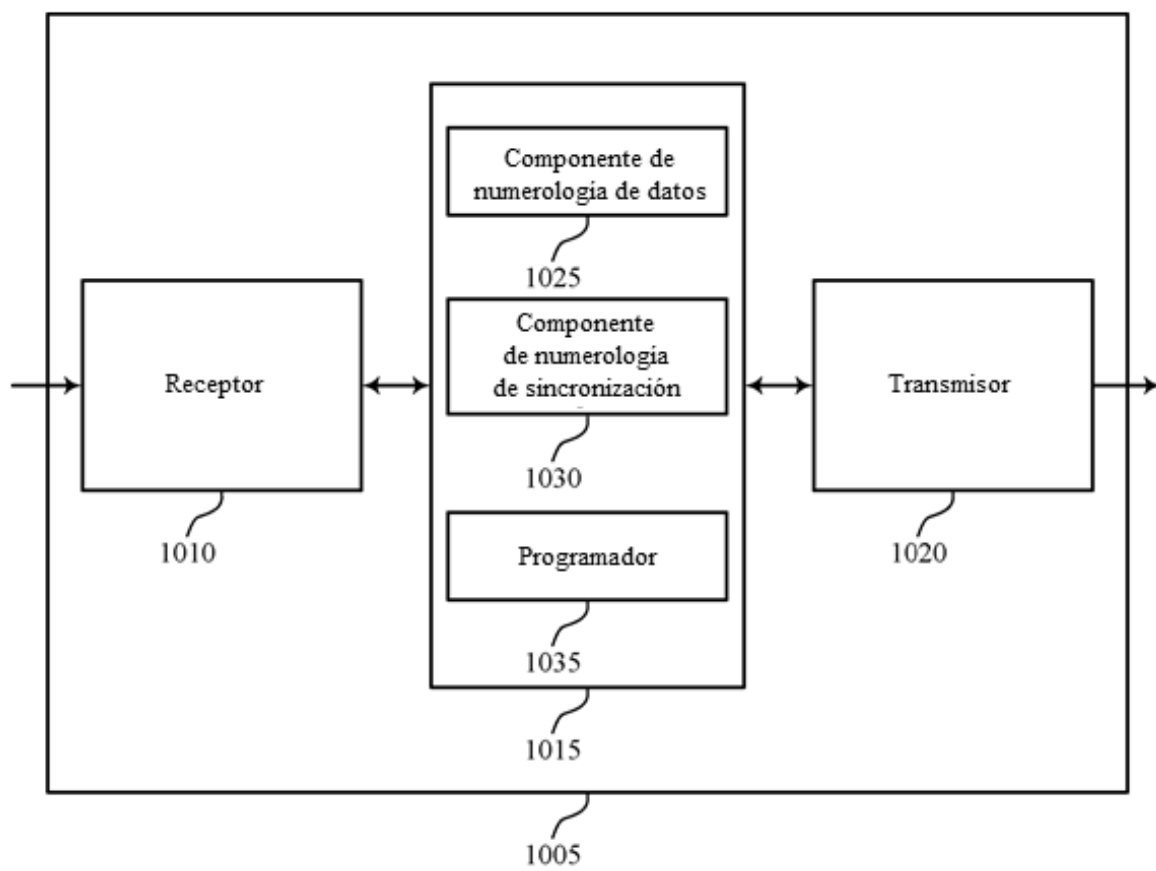 Componente de
numerología de datos
1025
Componente
de numerología
de sincronización
1030
Receptor
1010
Transmisor
1020
Programador
1035
1015
1005